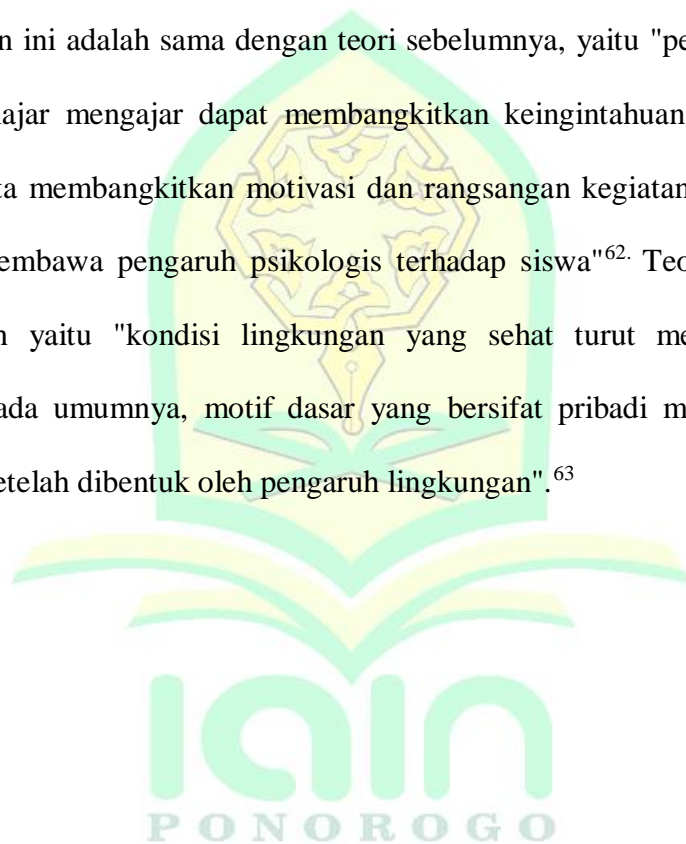 n ini adalah sama dengan teori sebelumnya, yaitu "pe
lajar mengajar dapat membangkitkan keingintahuan
ta membangkitkan motivasi dan rangsangan kegiatan
embawa pengaruh psikologis terhadap siswa"62. Teo
n yaitu "kondisi lingkungan yang sehat turut me
ada umumnya, motif dasar yang bersifat pribadi m
etelah dibentuk oleh pengaruh lingkungan".63
iain
PONOROGO